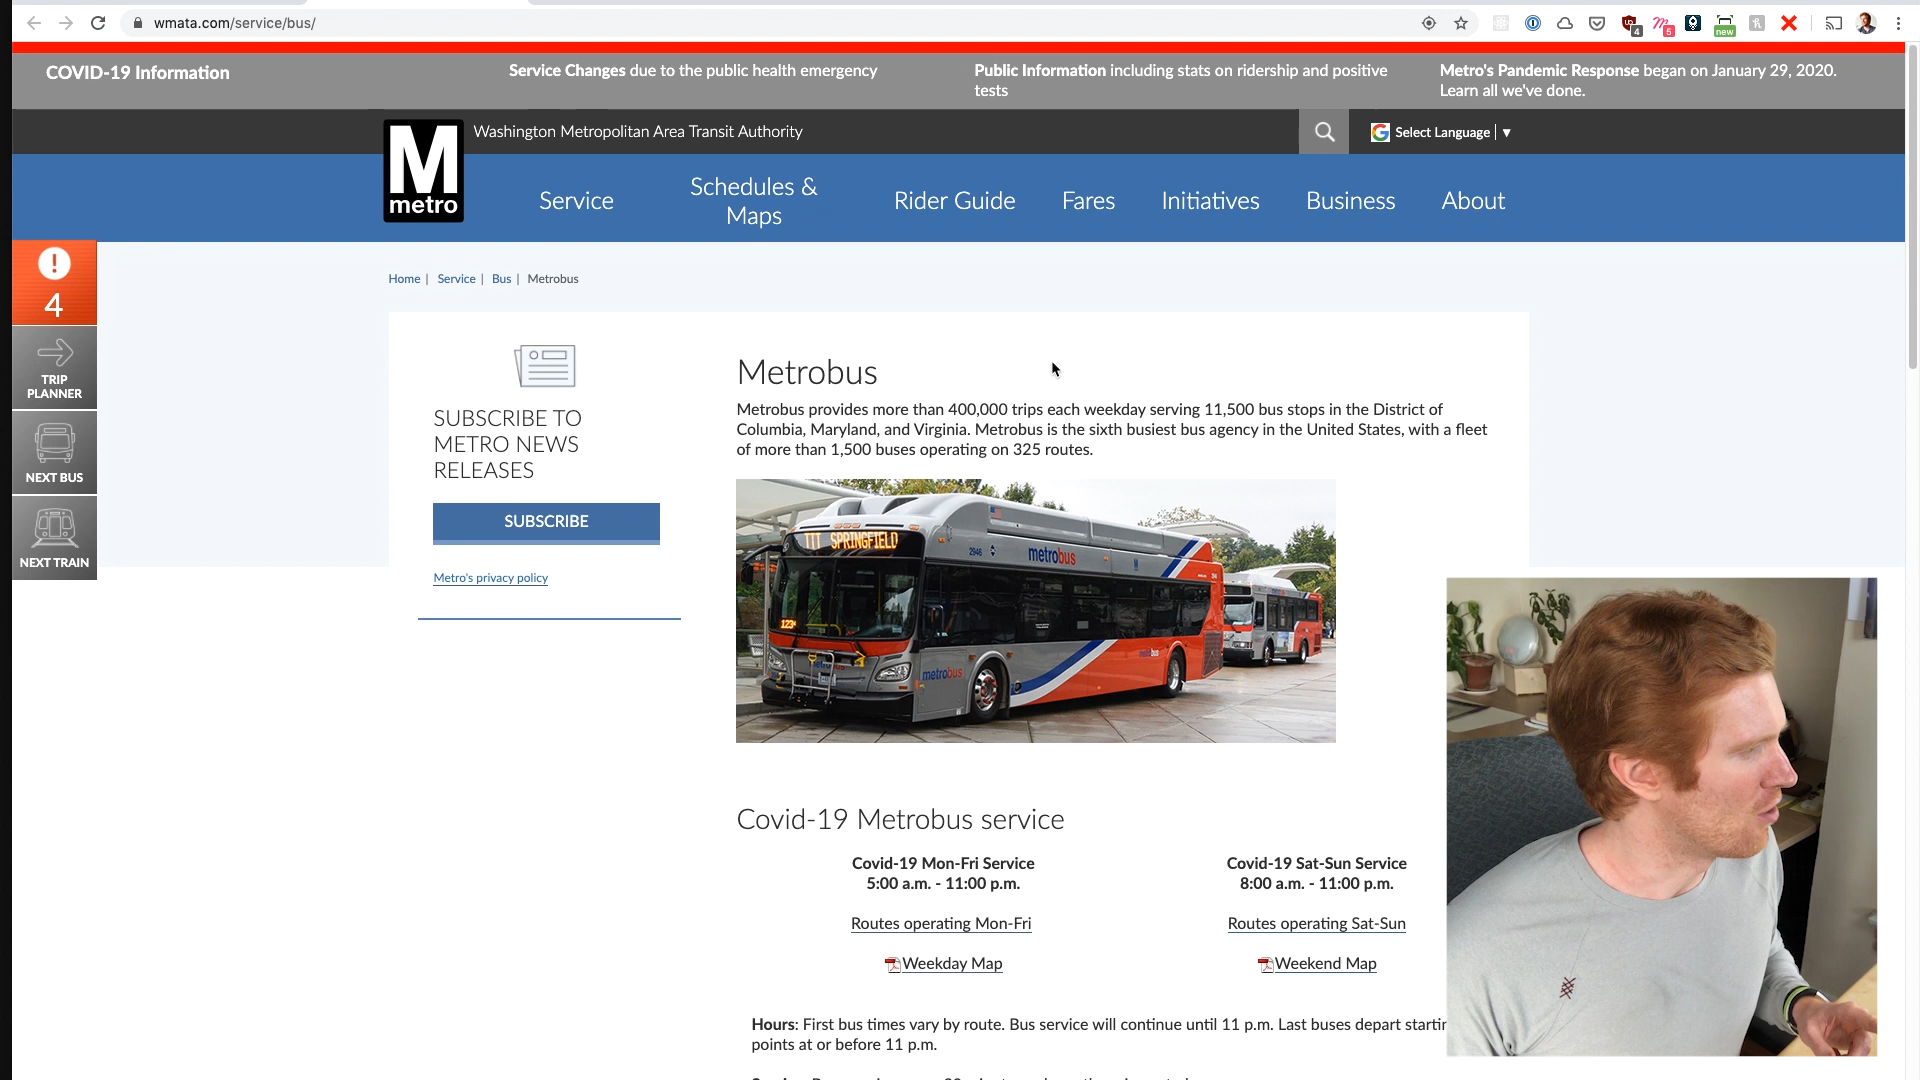 wmata.com/service/bus/
4
5
new
COVID-19 Information
Service Changes due to the public health emergency
Public Information including stats on ridership and positive
tests
Metro's Pandemic Response began on January 29, 2020.
Learn all we've done.
M
metro
Washington Metropolitan Area Transit Authority
G Select Language | ▼
Service
Schedules &
Maps
Rider Guide
Fares
Initiatives
Business
About
!
4
TRIP
PLANNER
NEXT BUS
NEXT TRAIN
Home | Service | Bus | Metrobus
SUBSCRIBE TO
METRO NEWS
RELEASES
SUBSCRIBE
Metro's privacy policy
Metrobus
Metrobus provides more than 400,000 trips each weekday serving 11,500 bus stops in the District of
Columbia, Maryland, and Virginia. Metrobus is the sixth busiest bus agency in the United States, with a fleet
of more than 1,500 buses operating on 325 routes.
SPRINGFIELD
2946
metrobus
metrobus
Covid-19 Metrobus service
Covid-19 Mon-Fri Service
5:00 a.m. - 11:00 p.m.
Routes operating Mon-Fri
Weekday Map
Covid-19 Sat-Sun Service
8:00 a.m. - 11:00 p.m.
Routes operating Sat-Sun
Weekend Map
Hours: First bus times vary by route. Bus service will continue until 11 p.m. Last buses depart
points at or before 11 p.m.